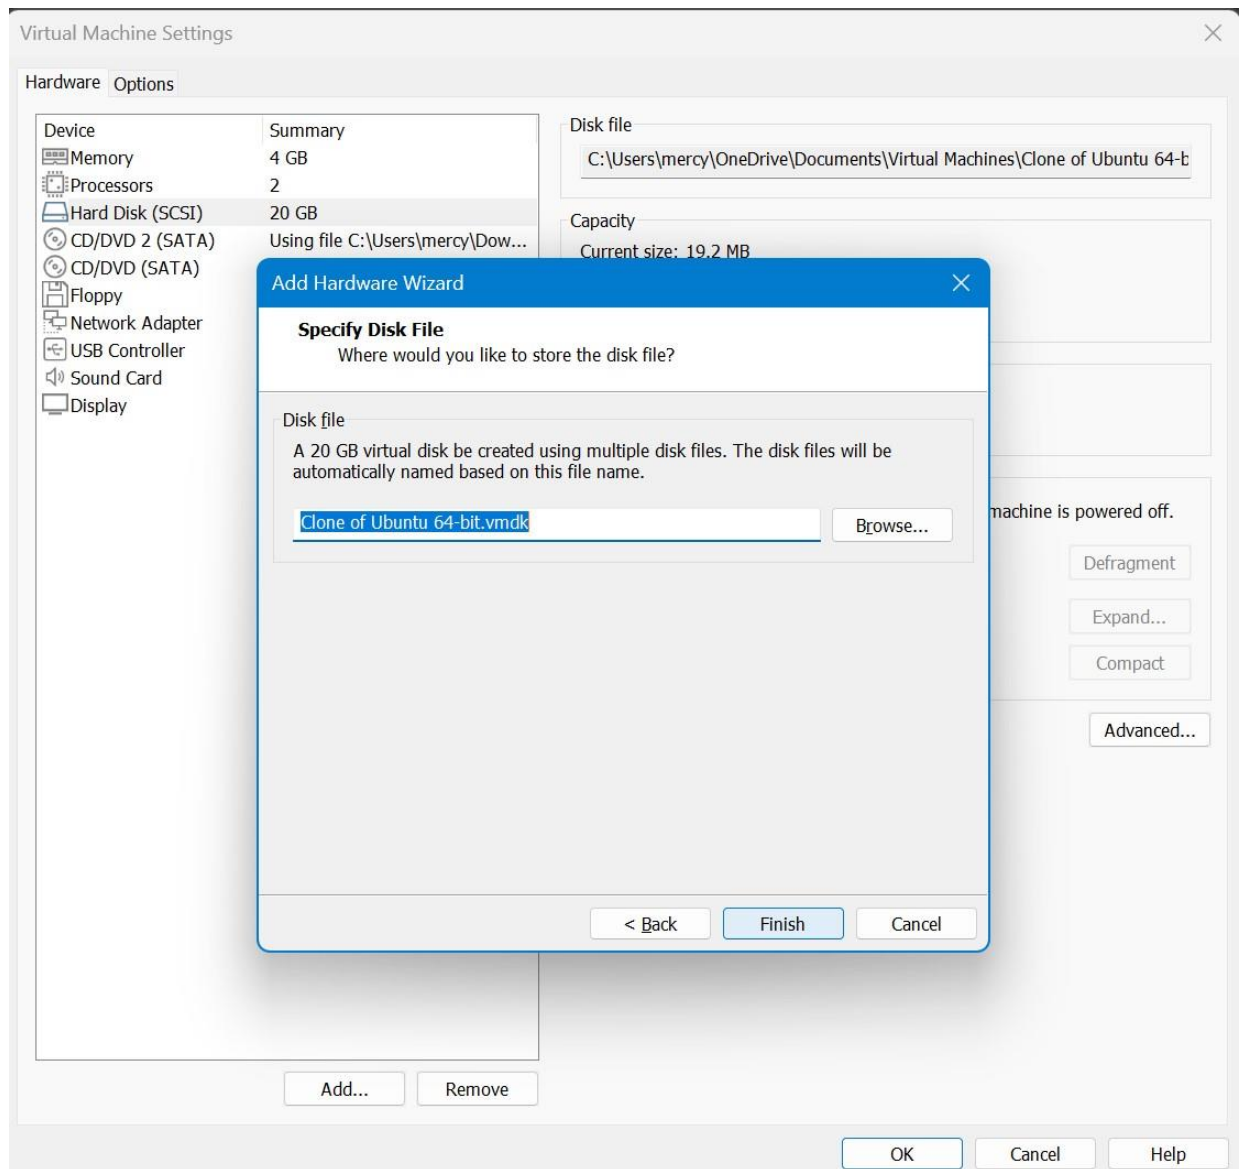 Virtual Machine Settings
Hardware Options
Device Summary
Memory 4 GB
Processors 2
Hard Disk (SCSI) 20 GB
CD/DVD 2 (SATA) Using file C:\Users\mercy\Dow...
CD/DVD (SATA)
Floppy
Network Adapter
USB Controller
Sound Card
Display
Add... Remove
Disk file
C:\Users\mercy\OneDrive\Documents\Virtual Machines\Clone of Ubuntu 64-b
Capacity
Current size: 19.2 MB
machine is powered off.
Defragment
Expand...
Compact
Advanced...
Add Hardware Wizard
Specify Disk File
Where would you like to store the disk file?
Disk file
A 20 GB virtual disk be created using multiple disk files. The disk files will be
automatically named based on this file name.
Clone of Ubuntu 64-bit.vmdk
Browse...
< Back Finish Cancel
OK Cancel Help